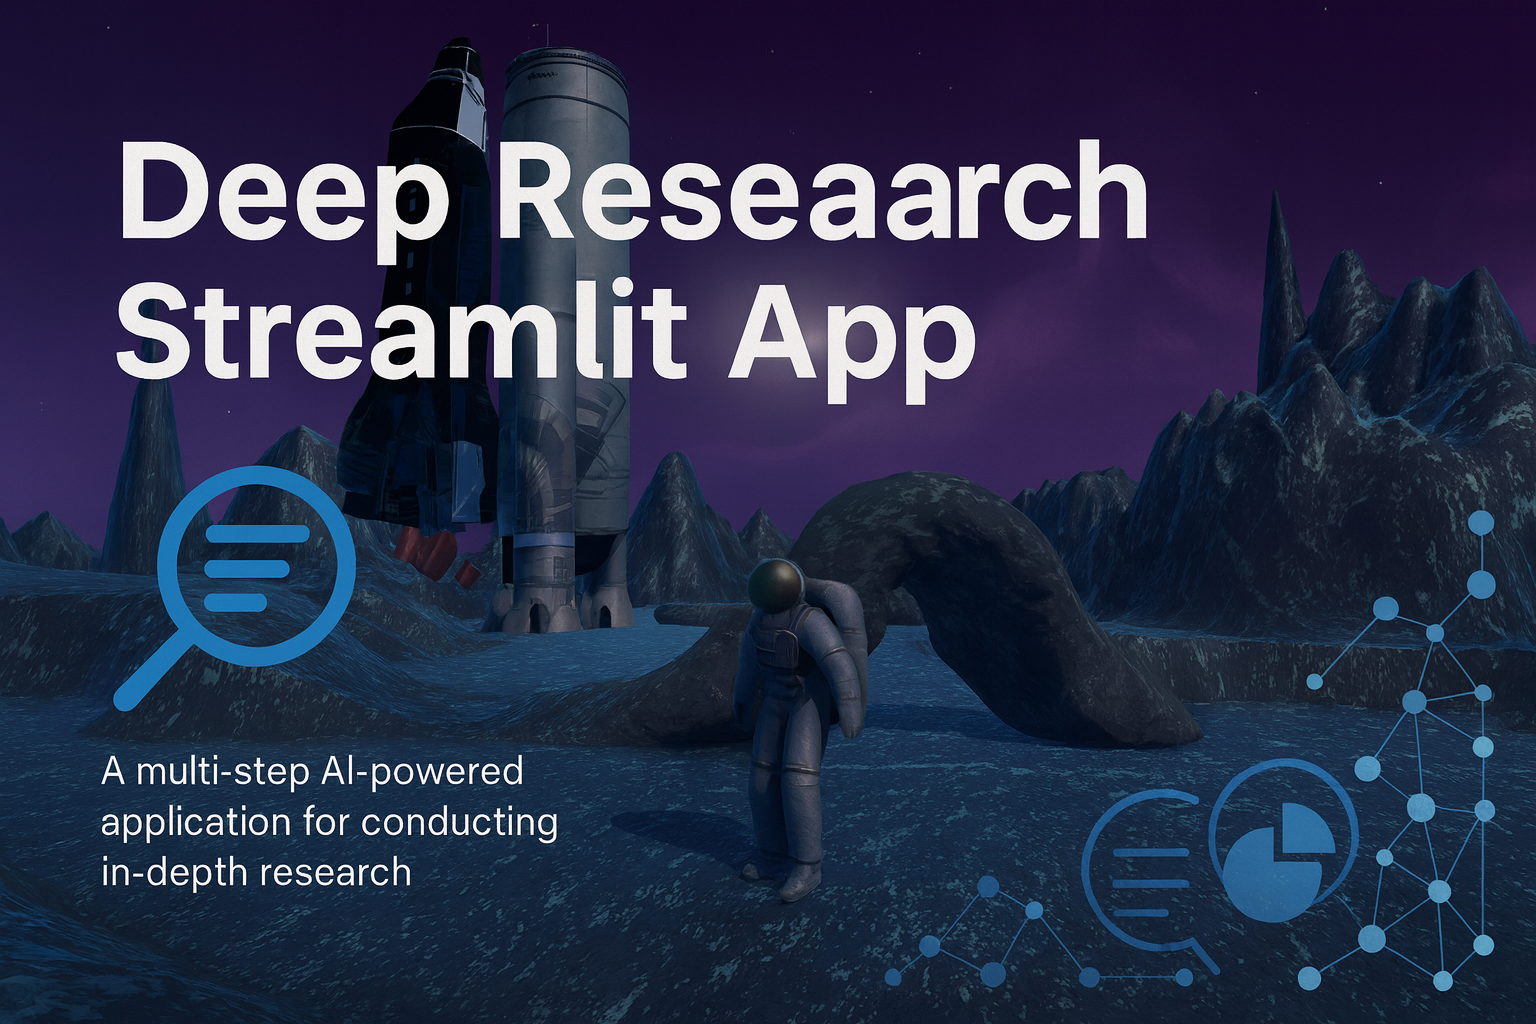 Deep Reseaarch
Streamlit App
A multi-step AI-powered
application for conducting
in-depth research